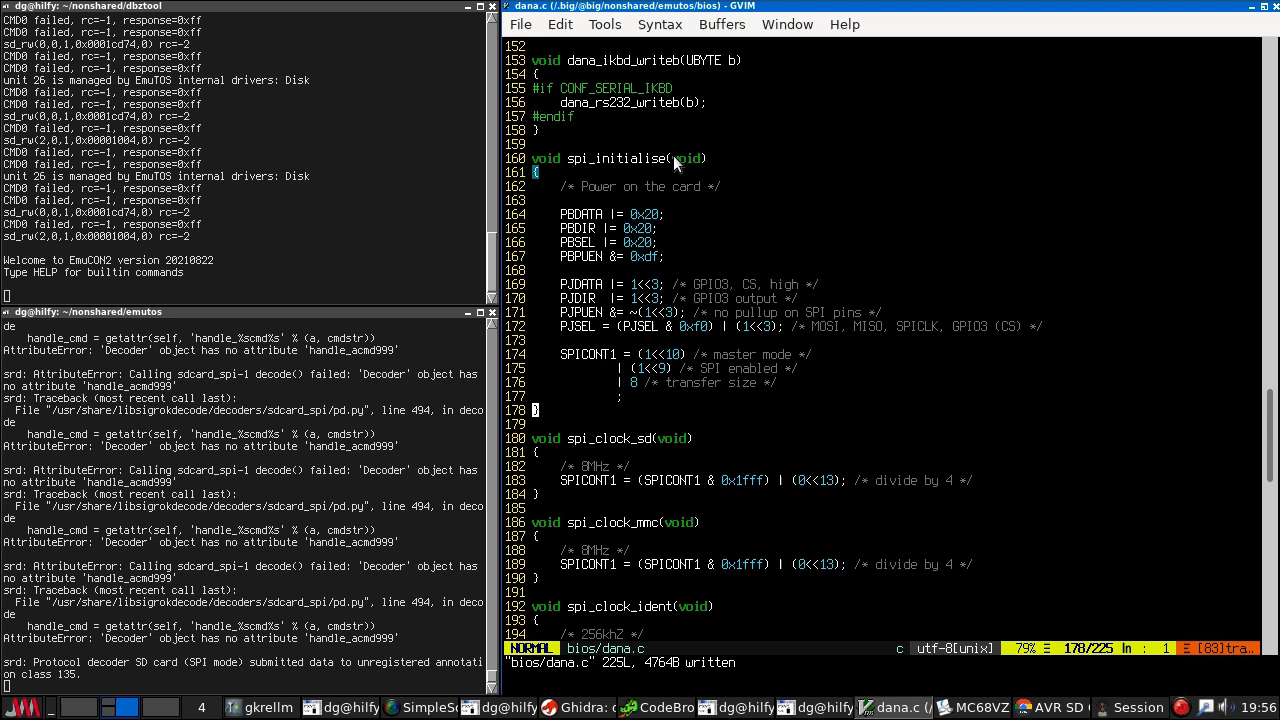 dg@hilfy: ~/nonshared/dbztool
CMD0 failed, rc=-1, response=0xff
CMD0 failed, rc=-1, response=0xff
sd_rw(0,0,1,0x0001cd74,0) rc=-2
CMD0 failed, rc=-1, response=0xff
CMD0 failed, rc=-1, response=0xff
unit 26 is managed by EmuTOS internal drivers: Disk
CMD0 failed, rc=-1, response=0xff
CMD0 failed, rc=-1, response=0xff
sd_rw(0,0,1,0x0001cd74,0) rc=-2
CMD0 failed, rc=-1, response=0xff
sd_rw(2,0,1,0x00001004,0) rc=-2
CMD0 failed, rc=-1, response=0xff
CMD0 failed, rc=-1, response=0xff
unit 26 is managed by EmuTOS internal drivers: Disk
CMD0 failed, rc=-1, response=0xff
CMD0 failed, rc=-1, response=0xff
sd_rw(0,0,1,0x0001cd74,0) rc=-2
CMD0 failed, rc=-1, response=0xff
sd_rw(2,0,1,0x00001004,0) rc=-2
Welcome to EmuCON2 version 20210822
Type HELP for builtin commands
dg@hilfy: ~/nonshared/emutos
de
    handle_cmd = getattr(self, 'handle_%scmd%s' % (a, cmdstr))
AttributeError: 'Decoder' object has no attribute 'handle_acmd999'
srd: AttributeError: Calling sdcard_spi-1 decode() failed: 'Decoder' object has
no attribute 'handle_acmd999'
srd: Traceback (most recent call last):
  File "/usr/share/libsigrokdecode/decoders/sdcard_spi/pd.py", line 494, in deco
de
    handle_cmd = getattr(self, 'handle_%scmd%s' % (a, cmdstr))
AttributeError: 'Decoder' object has no attribute 'handle_acmd999'
srd: AttributeError: Calling sdcard_spi-1 decode() failed: 'Decoder' object has
no attribute 'handle_acmd999'
srd: Traceback (most recent call last):
  File "/usr/share/libsigrokdecode/decoders/sdcard_spi/pd.py", line 494, in deco
de
    handle_cmd = getattr(self, 'handle_%scmd%s' % (a, cmdstr))
AttributeError: 'Decoder' object has no attribute 'handle_acmd999'
srd: AttributeError: Calling sdcard_spi-1 decode() failed: 'Decoder' object has
no attribute 'handle_acmd999'
srd: Traceback (most recent call last):
  File "/usr/share/libsigrokdecode/decoders/sdcard_spi/pd.py", line 494, in deco
de
    handle_cmd = getattr(self, 'handle_%scmd%s' % (a, cmdstr))
AttributeError: 'Decoder' object has no attribute 'handle_acmd999'
srd: Protocol decoder SD card (SPI mode) submitted data to unregistered annotati
on class 135.
dana.c (/.big/@big/nonshared/emutos/bios) - GVIM
File Edit Tools Syntax Buffers Window Help
152
153 void dana_ikbd_writeb(UBYTE b)
154 {
155 #if CONF_SERIAL_IKBD
156     dana_rs232_writeb(b);
157 #endif
158 }
159
160 void spi_initialise(void)
161 {
162     /* Power on the card */
163
164     PBDATA |= 0x20;
165     PBDIR |= 0x20;
166     PBSEL |= 0x20;
167     PBPUEN &= 0xdf;
168
169     PJDATA |= 1<<3; /* GPIO3, CS, high */
170     PJDIR  |= 1<<3; /* GPIO3 output */
171     PJPUEN &= ~(1<<3); /* no pullup on SPI pins */
172     PJSEL = (PJSEL & 0xf0) | (1<<3); /* MOSI, MISO, SPICLK, GPIO3 (CS) */
173
174     SPICONT1 = (1<<10) /* master mode */
175             | (1<<9) /* SPI enabled */
176             | 8 /* transfer size */
177             ;
178 }
179
180 void spi_clock_sd(void)
181 {
182     /* 8MHz */
183     SPICONT1 = (SPICONT1 & 0x1fff) | (0<<13); /* divide by 4 */
184 }
185
186 void spi_clock_mmc(void)
187 {
188     /* 8MHz */
189     SPICONT1 = (SPICONT1 & 0x1fff) | (0<<13); /* divide by 4 */
190 }
191
192 void spi_clock_ident(void)
193 {
194     /* 256khZ */
NORMAL bios/dana.c c utf-8[unix] 79% Ξ 178/225 ln : 1 Ξ [83]tra..
"bios/dana.c" 225L, 4764B written
4 gkrellm dg@hilfy SimpleSc dg@hilfy Ghidra: c CodeBro dg@hilfy dg@hilfy dana.c (/ MC68VZ AVR SD Session 19:56